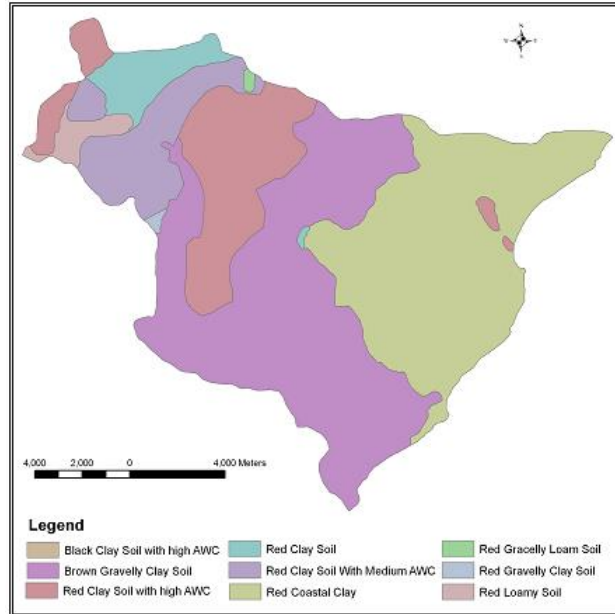 N
W E
S
4,000 2,000 0 4,000 Meters
Legend
Black Clay Soil with high AWC
Brown Gravelly Clay Soil
Red Clay Soil with high AWC
Red Clay Soil
Red Clay Soil With Medium AWC
Red Coastal Clay
Red Gracelly Loam Soil
Red Gravelly Clay Soil
Red Loamy Soil